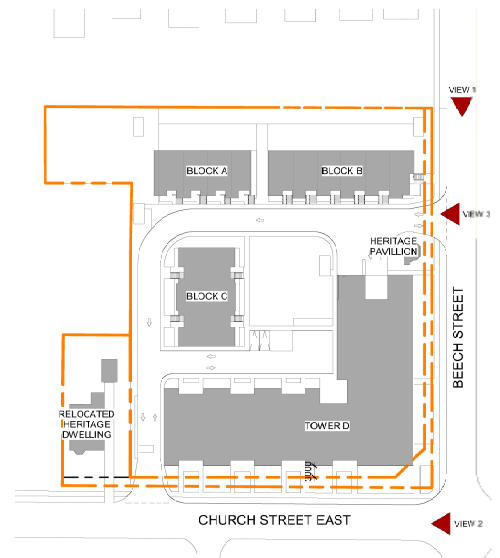 VIEW 1
BLOCK A
BLOCK B
VIEW 3
HERITAGE
PAVILLION
BLOCK C
BEECH STREET
RELOCATED
HERITAGE
DWELLING
TOWER D
3000
CHURCH STREET EAST
VIEW 2